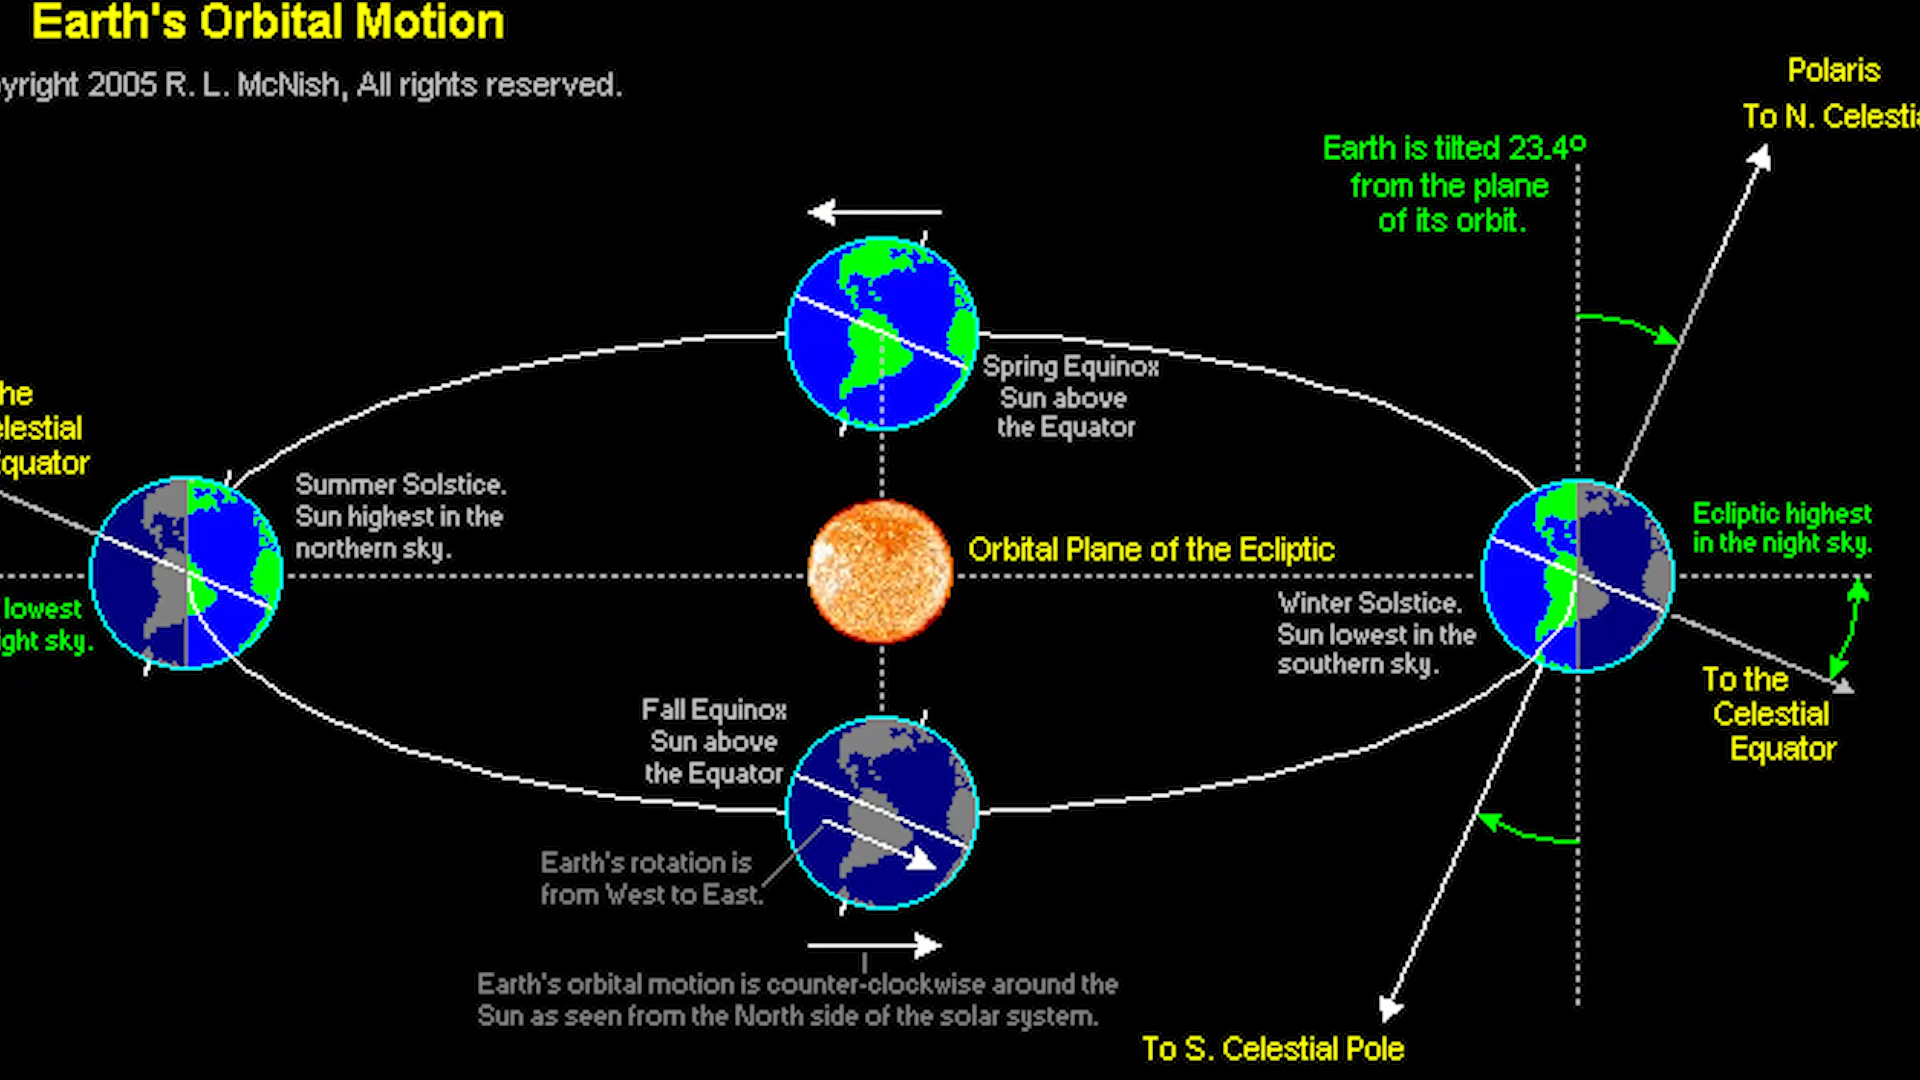 Earth's Orbital Motion
yright 2005 R. L. McNish, All rights reserved.
Polaris
To N. Celestia
Earth is tilted 23.4º
from the plane
of its orbit.
Spring Equinox
Sun above
the Equator
he
elestial
Equator
Summer Solstice.
Sun highest in the
northern sky.
Ecliptic highest
in the night sky.
Orbital Plane of the Ecliptic
lowest
ight sky.
Winter Solstice.
Sun lowest in the
southern sky.
To the
Celestial
Equator
Fall Equinox
Sun above
the Equator
Earth's rotation is
from West to East.
Earth's orbital motion is counter-clockwise around the
Sun as seen from the North side of the solar system.
To S. Celestial Pole